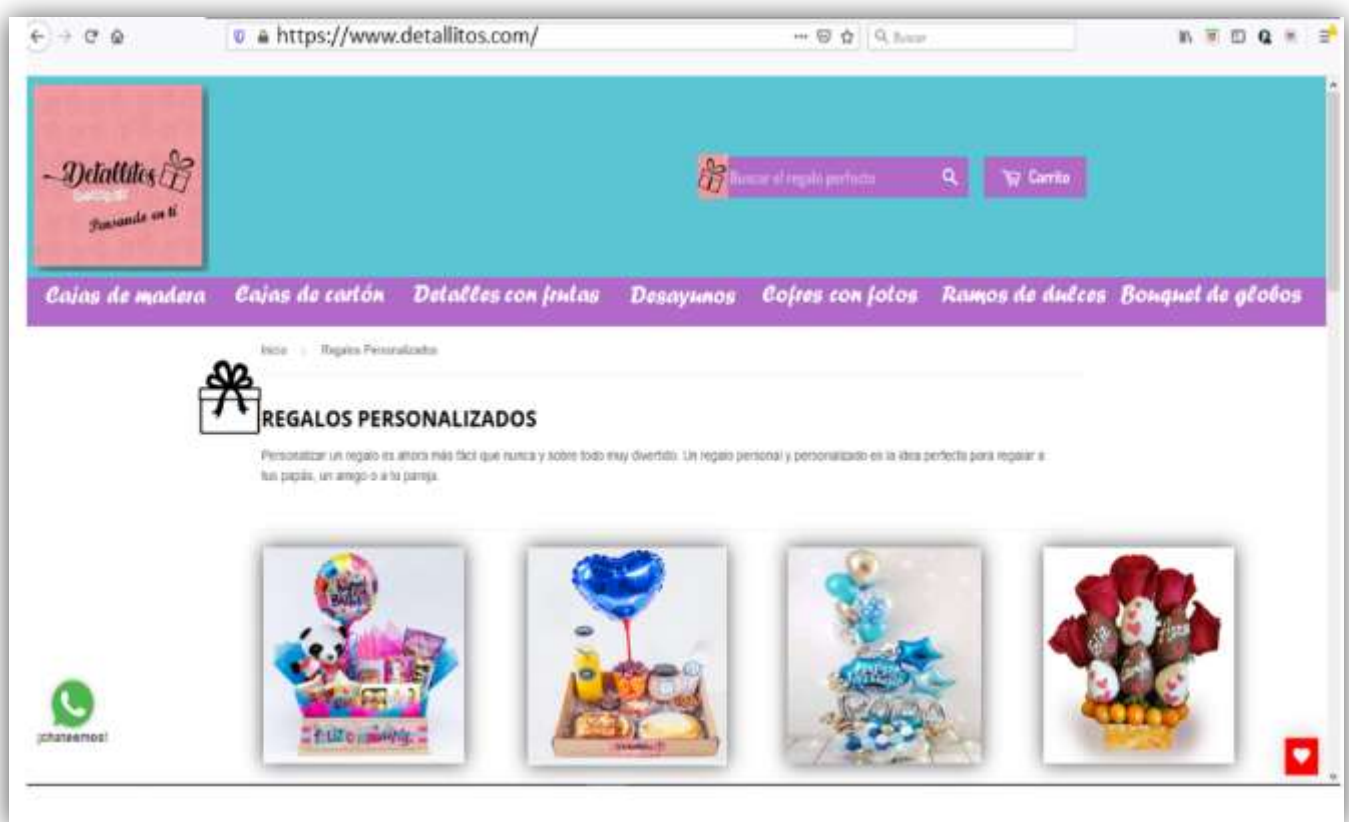 https://www.detallitos.com/
Buscar
Detallitos
Pensando en ti
Buscar el regalo perfecto
Carrito
Cajas de madera Cajas de cartón Detalles con frutas Desayunos Cofres con fotos Ramos de dulces Bouquet de globos
Inicio Regalos Personalizados
REGALOS PERSONALIZADOS
Personalizar un regalo es ahora más fácil que nunca y sobre todo muy divertido. Un regalo personal y personalizado es la idea perfecta para regalar a
tus papás, un amigo o a tu pareja.
¡chateemos!